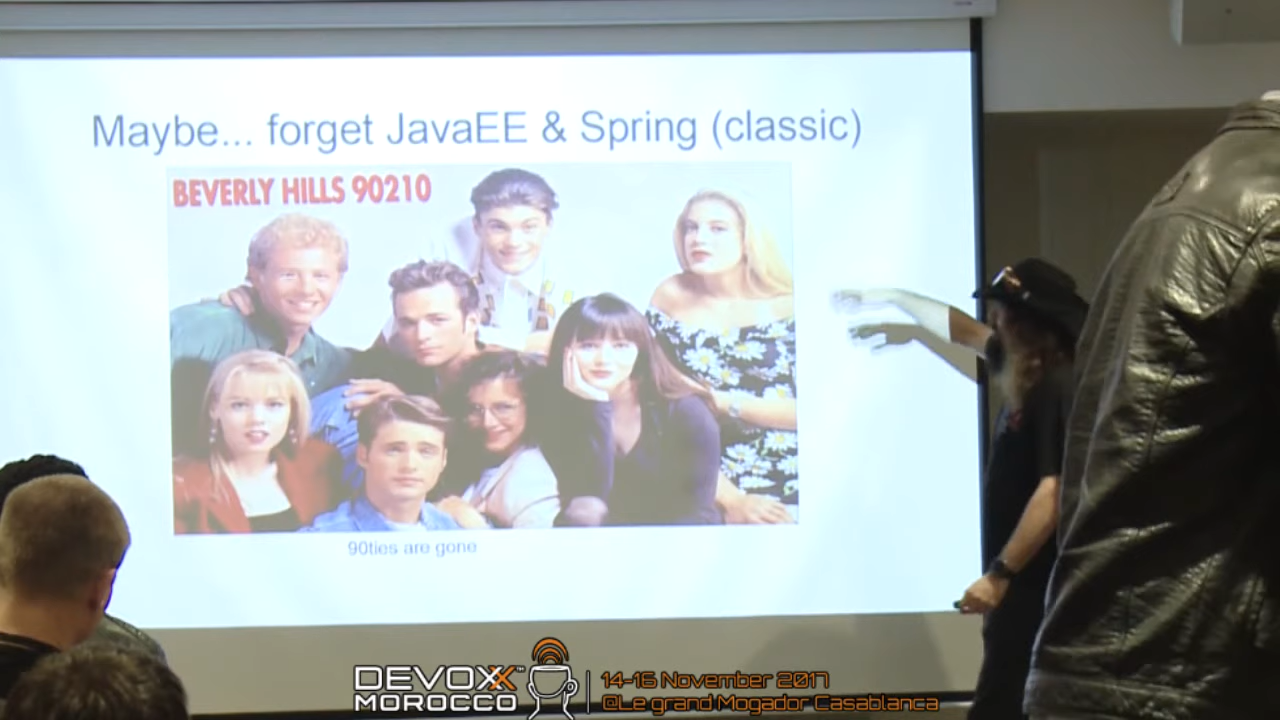 Maybe... forget JavaEE & Spring (classic)
BEVERLY HILLS 90210
90ties are gone
DEVOXX™
MOROCCO
14-16 November 2017
@Le grand Mogador Casablanca